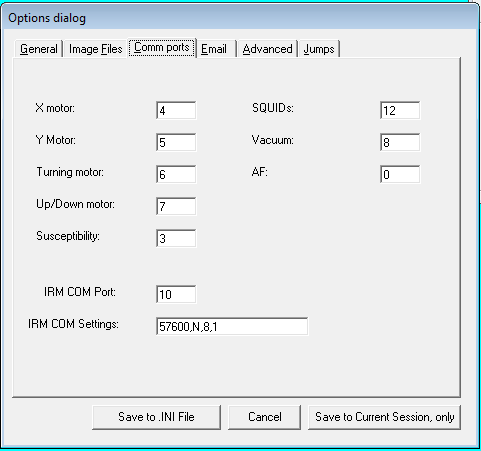 Options dialog
General Image Files Comm ports Email Advanced Jumps
X motor: 4 SQUIDs: 12
Y Motor: 5 Vacuum: 8
Turning motor: 6 AF: 0
Up/Down motor: 7
Susceptibility: 3
IRM COM Port: 10
IRM COM Settings: 57600,N,8,1
Save to .INI File Cancel Save to Current Session, only